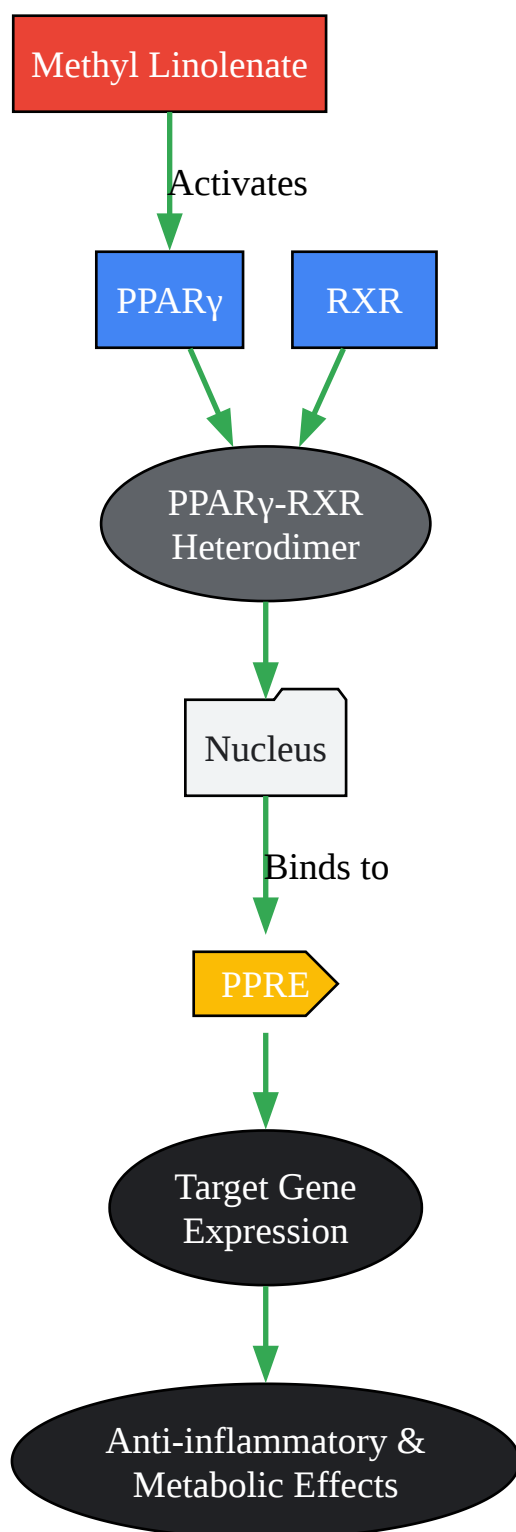 Methyl Linolenate
Activates
PPARγ
RXR
PPARγ-RXR
Heterodimer
Nucleus
Binds to
PPRE
Target Gene
Expression
Anti-inflammatory &
Metabolic Effects